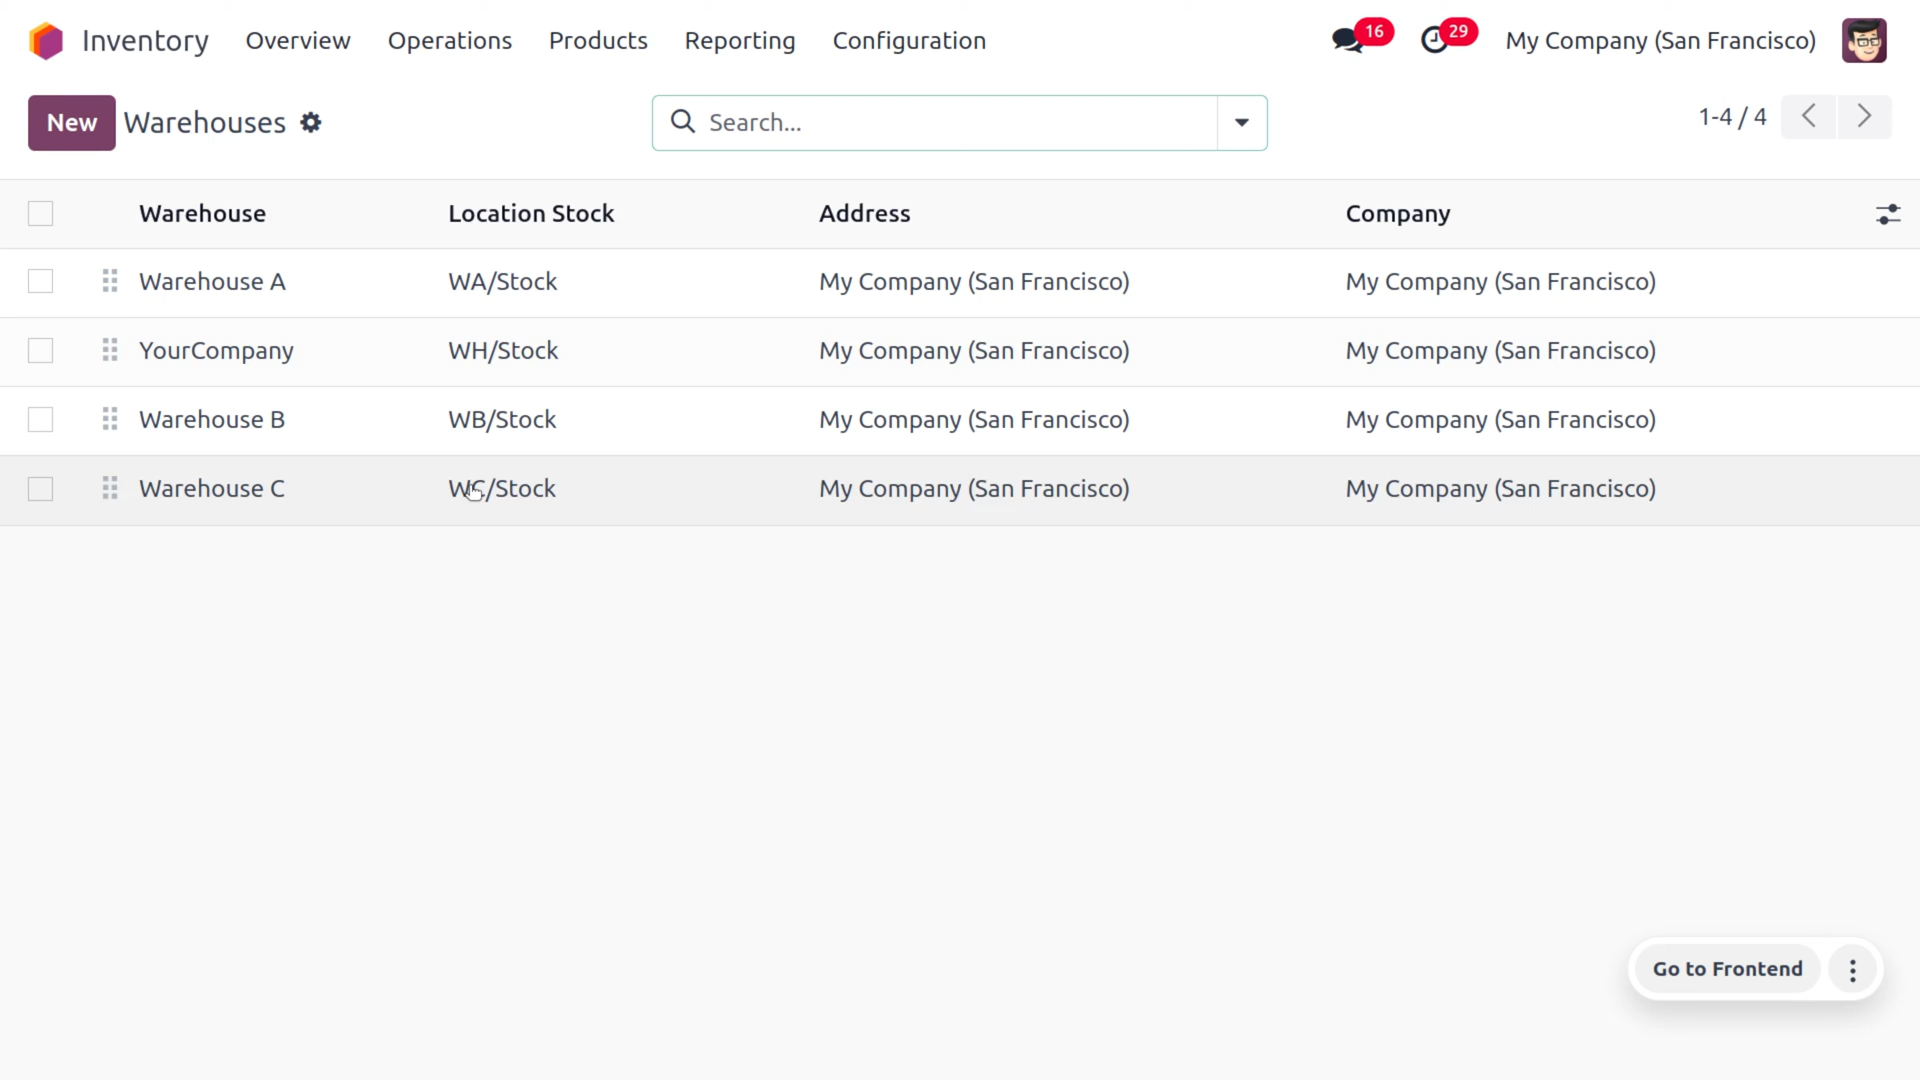 Inventory Overview Operations Products Reporting Configuration 16 29 My Company (San Francisco)
New Warehouses Search... 1-4 / 4
Warehouse Location Stock Address Company
Warehouse A WA/Stock My Company (San Francisco) My Company (San Francisco)
YourCompany WH/Stock My Company (San Francisco) My Company (San Francisco)
Warehouse B WB/Stock My Company (San Francisco) My Company (San Francisco)
Warehouse C WC/Stock My Company (San Francisco) My Company (San Francisco)
Go to Frontend